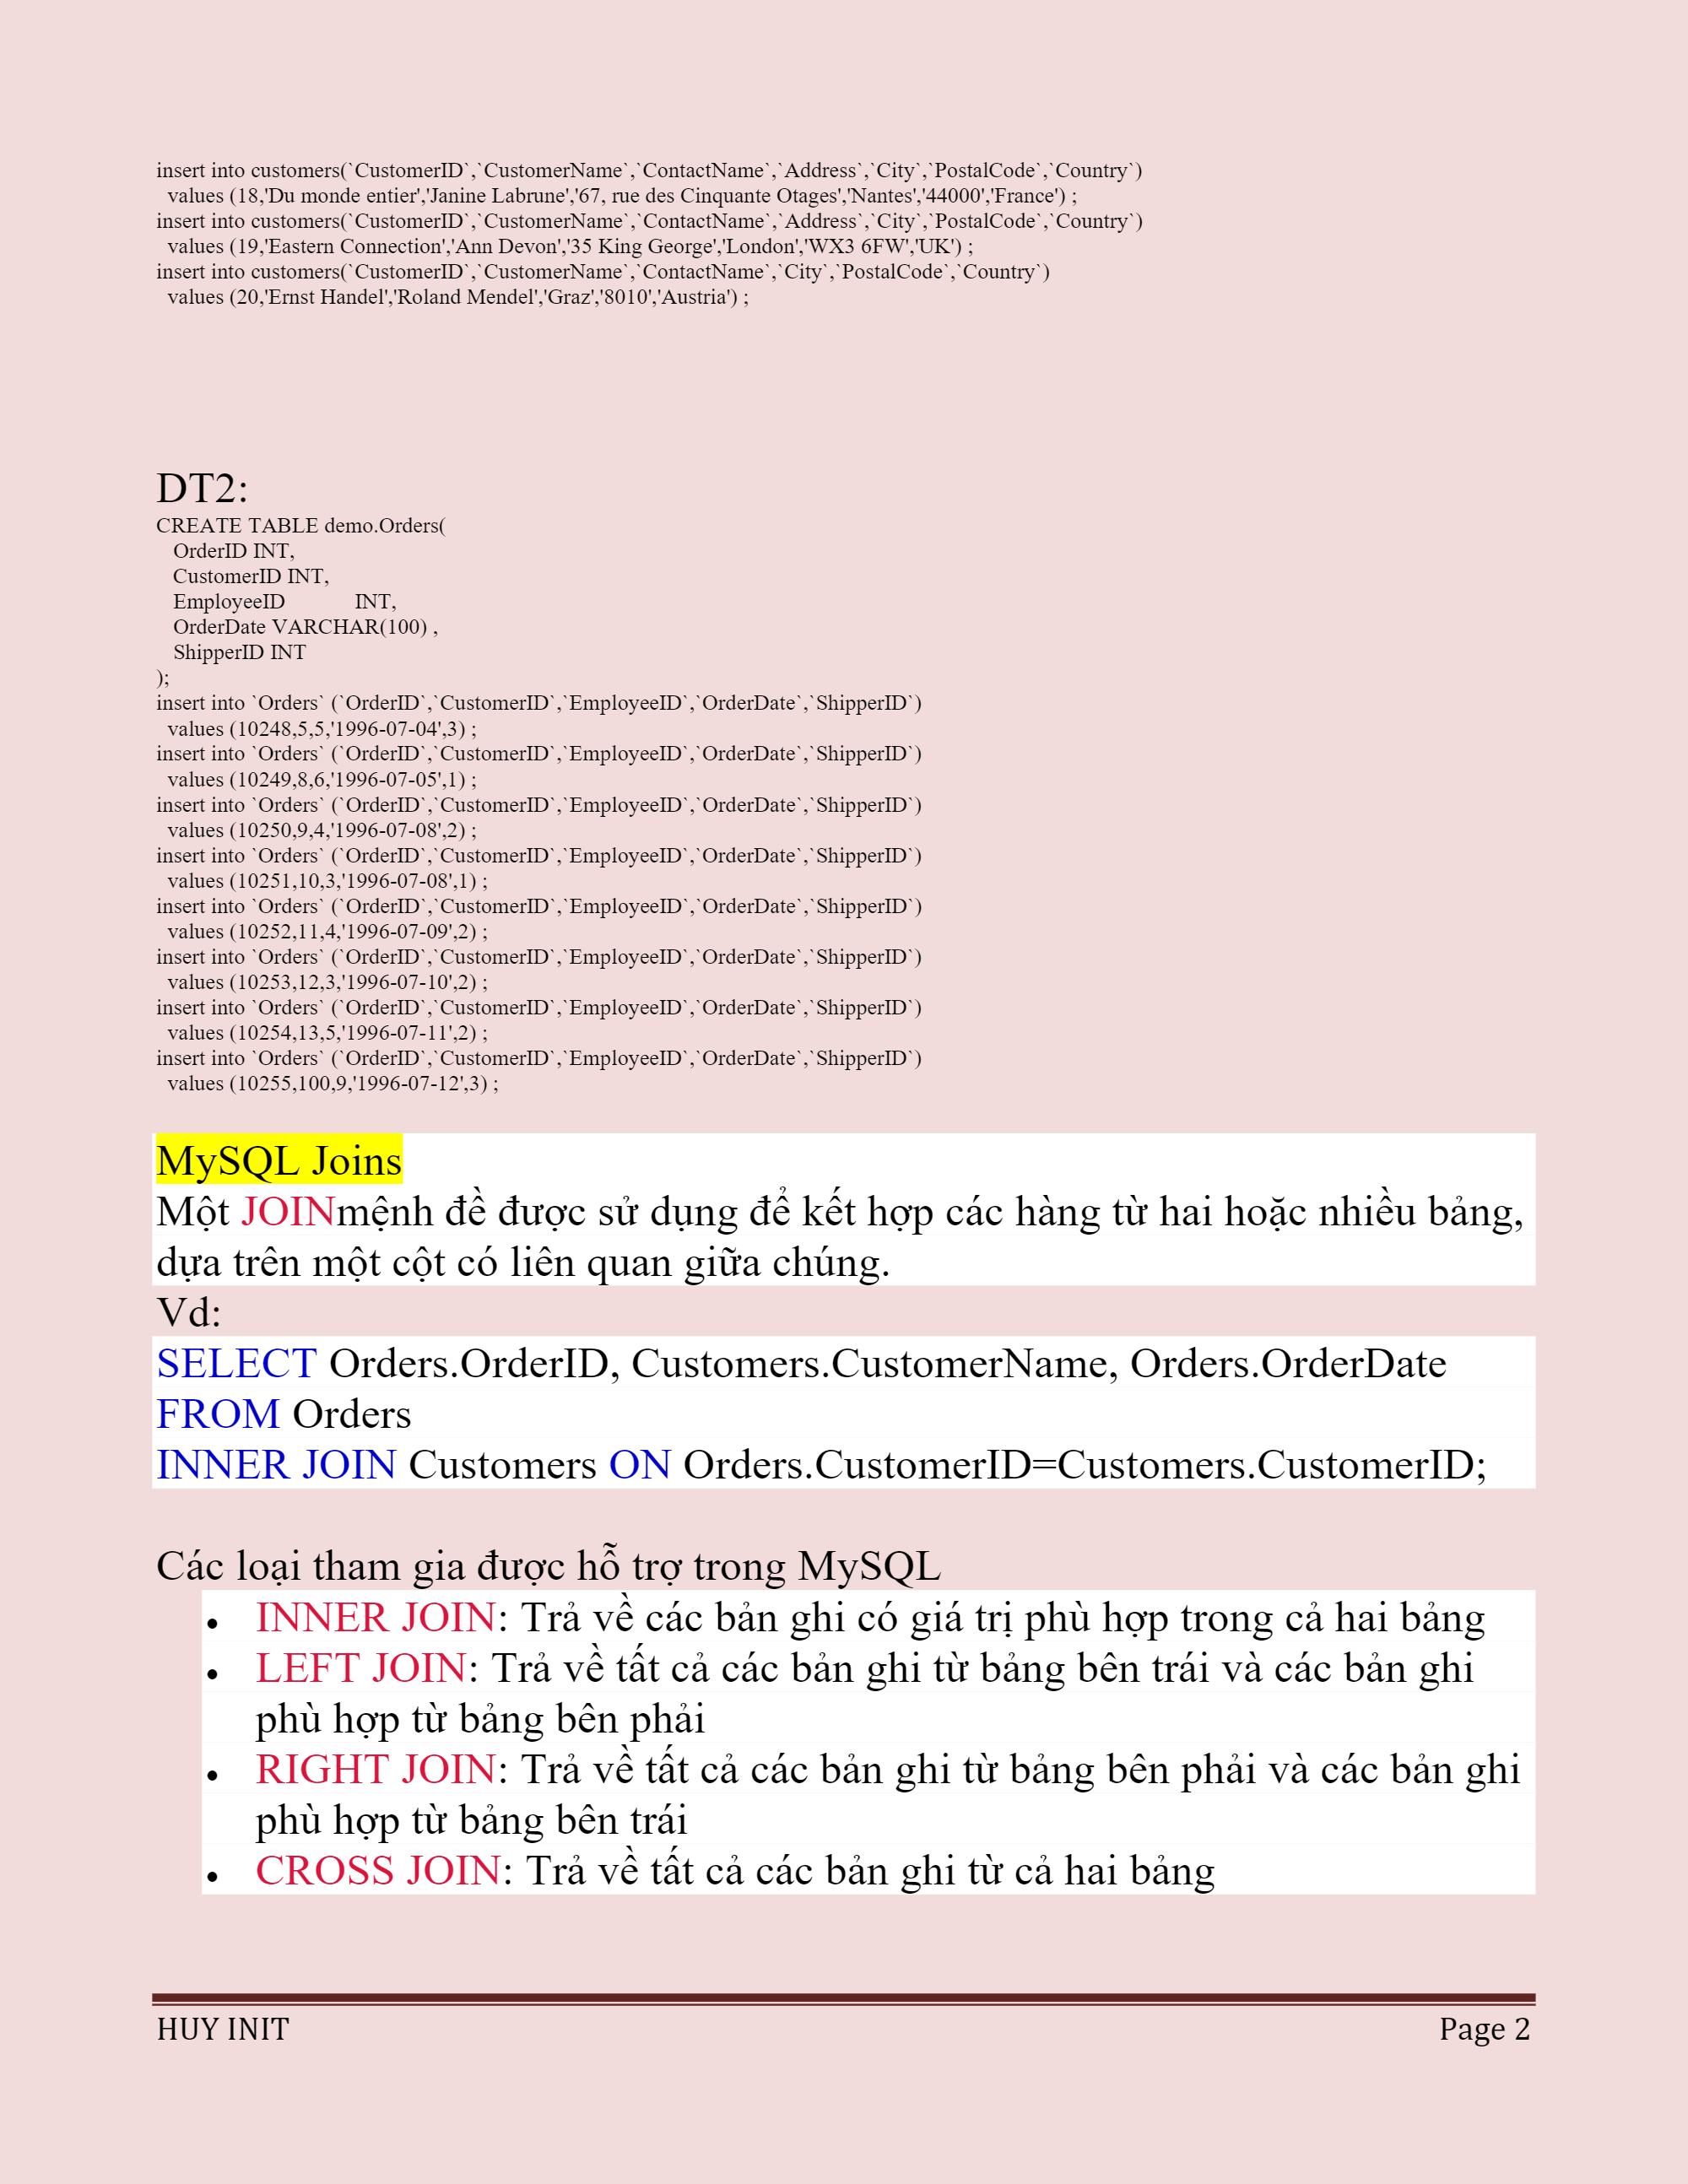 insert into customers(`CustomerID`,`CustomerName`,`ContactName`,`Address`,`City`,`PostalCode`,`Country`)
values (18,'Du monde entier','Janine Labrune','67, rue des Cinquante Otages','Nantes','44000','France') ;
insert into customers(`CustomerID`,`CustomerName`,`ContactName`,`Address`,`City`,`PostalCode`,`Country`)
values (19,'Eastern Connection','Ann Devon','35 King George','London','WX3 6FW','UK') ;
insert into customers(`CustomerID`,`CustomerName`,`ContactName`,`City`,`PostalCode`,`Country`)
values (20,'Ernst Handel','Roland Mendel','Graz','8010','Austria') ;
DT2:
CREATE TABLE demo.Orders(
OrderID INT,
CustomerID INT,
EmployeeID INT,
OrderDate VARCHAR(100) ,
ShipperID INT
);
insert into `Orders` (`OrderID`,`CustomerID`,`EmployeeID`,`OrderDate`,`ShipperID`)
values (10248,5,5,'1996-07-04',3) ;
insert into `Orders` (`OrderID`,`CustomerID`,`EmployeeID`,`OrderDate`,`ShipperID`)
values (10249,8,6,'1996-07-05',1) ;
insert into `Orders` (`OrderID`,`CustomerID`,`EmployeeID`,`OrderDate`,`ShipperID`)
values (10250,9,4,'1996-07-08',2) ;
insert into `Orders` (`OrderID`,`CustomerID`,`EmployeeID`,`OrderDate`,`ShipperID`)
values (10251,10,3,'1996-07-08',1) ;
insert into `Orders` (`OrderID`,`CustomerID`,`EmployeeID`,`OrderDate`,`ShipperID`)
values (10252,11,4,'1996-07-09',2) ;
insert into `Orders` (`OrderID`,`CustomerID`,`EmployeeID`,`OrderDate`,`ShipperID`)
values (10253,12,3,'1996-07-10',2) ;
insert into `Orders` (`OrderID`,`CustomerID`,`EmployeeID`,`OrderDate`,`ShipperID`)
values (10254,13,5,'1996-07-11',2) ;
insert into `Orders` (`OrderID`,`CustomerID`,`EmployeeID`,`OrderDate`,`ShipperID`)
values (10255,100,9,'1996-07-12',3) ;
MySQL Joins
Một JOINmệnh đề được sử dụng để kết hợp các hàng từ hai hoặc nhiều bảng,
dựa trên một cột có liên quan giữa chúng.
Vd:
SELECT Orders.OrderID, Customers.CustomerName, Orders.OrderDate
FROM Orders
INNER JOIN Customers ON Orders.CustomerID=Customers.CustomerID;
Các loại tham gia được hỗ trợ trong MySQL
• INNER JOIN: Trả về các bản ghi có giá trị phù hợp trong cả hai bảng
• LEFT JOIN: Trả về tất cả các bản ghi từ bảng bên trái và các bản ghi
phù hợp từ bảng bên phải
• RIGHT JOIN: Trả về tất cả các bản ghi từ bảng bên phải và các bản ghi
phù hợp từ bảng bên trái
• CROSS JOIN: Trả về tất cả các bản ghi từ cả hai bảng
HUY INIT Page 2